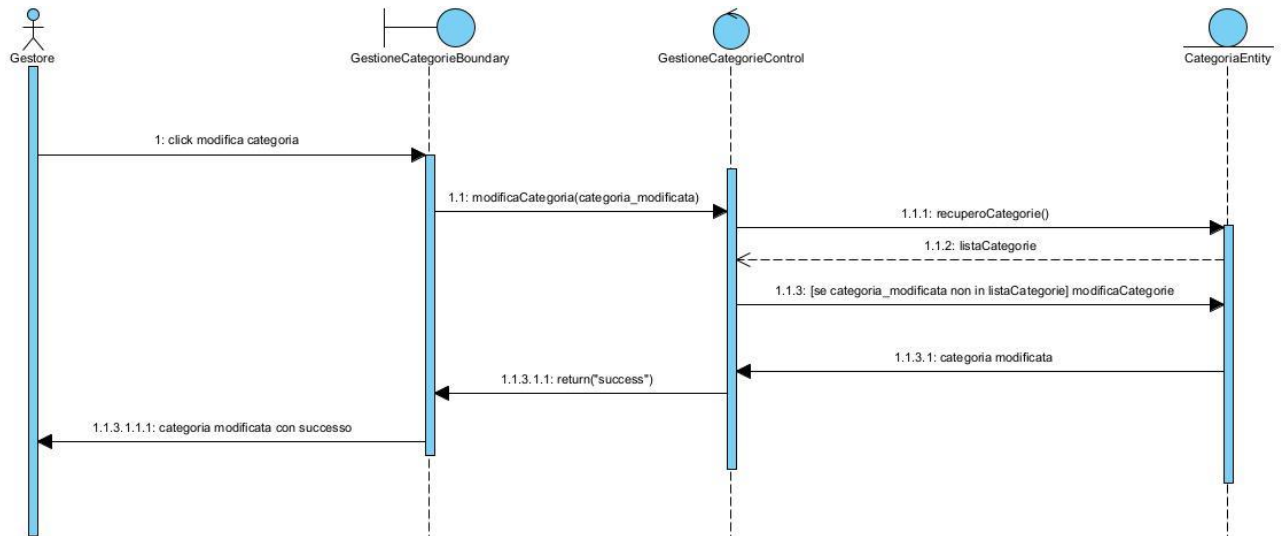 Gestore
GestioneCategorieBoundary
GestioneCategorieControl
CategoriaEntity
1: click modifica categoria
1.1: modificaCategoria(categoria_modificata)
1.1.1: recuperoCategorie()
1.1.2: listaCategorie
1.1.3: [se categoria_modificata non in listaCategorie] modificaCategorie
1.1.3.1: categoria modificata
1.1.3.1.1: return("success")
1.1.3.1.1.1: categoria modificata con successo